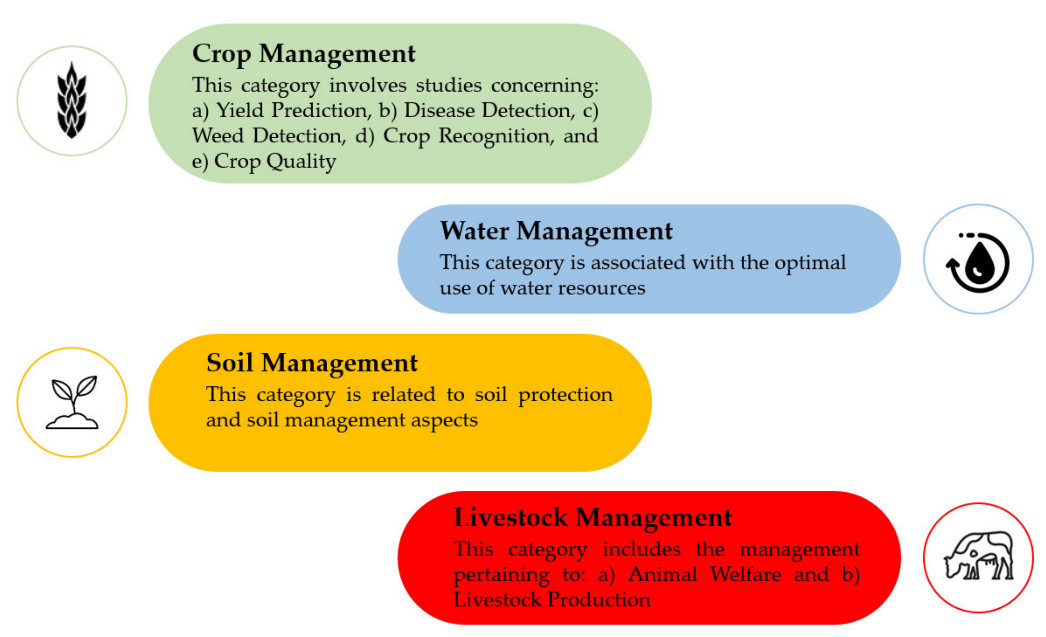 Crop Management
This category involves studies concerning:
a) Yield Prediction, b) Disease Detection, c)
Weed Detection, d) Crop Recognition, and
e) Crop Quality
Water Management
This category is associated with the optimal
use of water resources
Soil Management
This category is related to soil protection
and soil management aspects
Livestock Management
This category includes the management
pertaining to: a) Animal Welfare and b)
Livestock Production